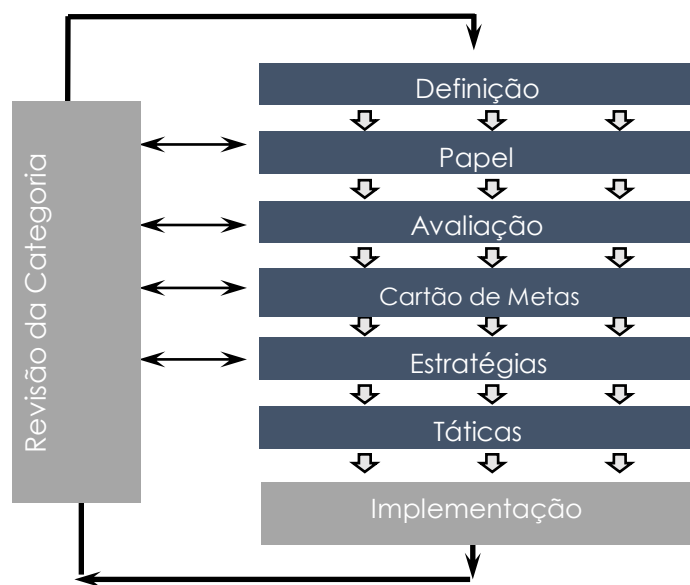 Definição
Papel
Avaliação
Cartão de Metas
Estratégias
Táticas
Implementação
Revisão da Categoria